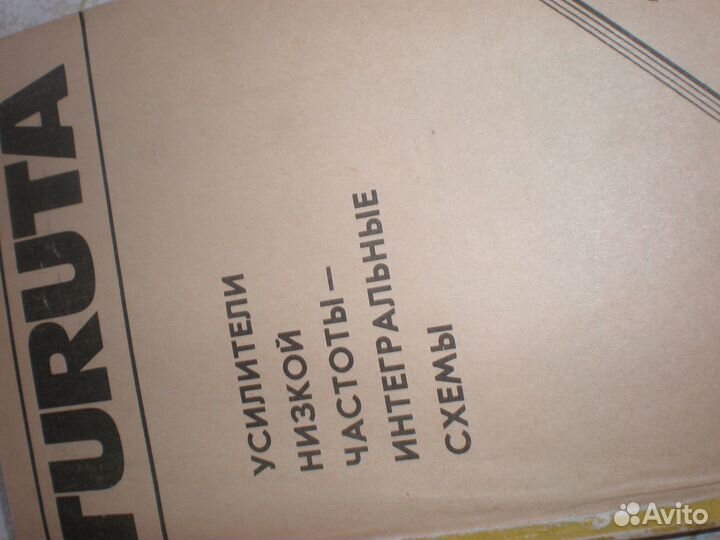 TURUTA
УСИЛИТЕЛИ
НИЗКОЙ
ЧАСТОТЫ —
ИНТЕГРАЛЬНЫЕ
СХЕМЫ
Avito